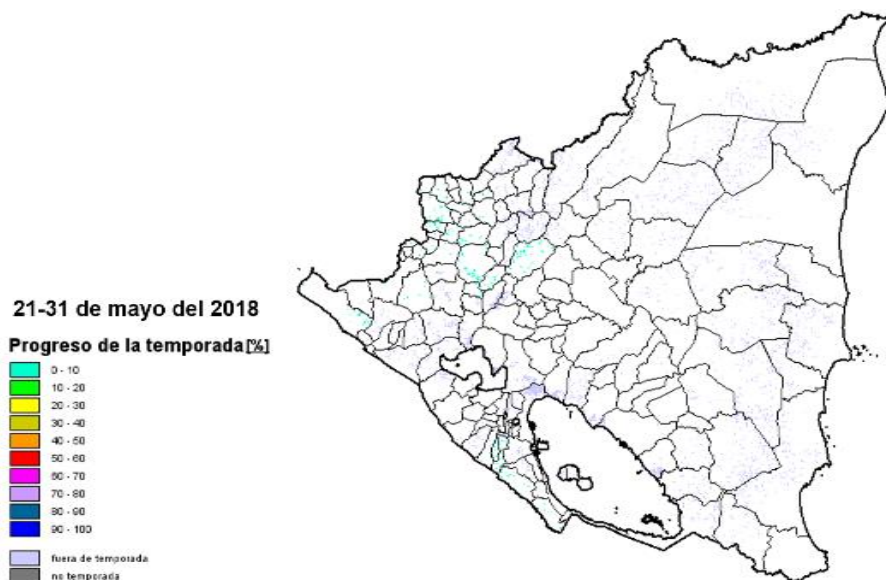 21-31 de mayo del 2018
Progreso de la temporada[%]
0 - 10
10 - 20
20 - 30
30 - 40
40 - 50
50 - 60
60 - 70
70 - 80
80 - 90
90 - 100
fuera de temporada
no temporada